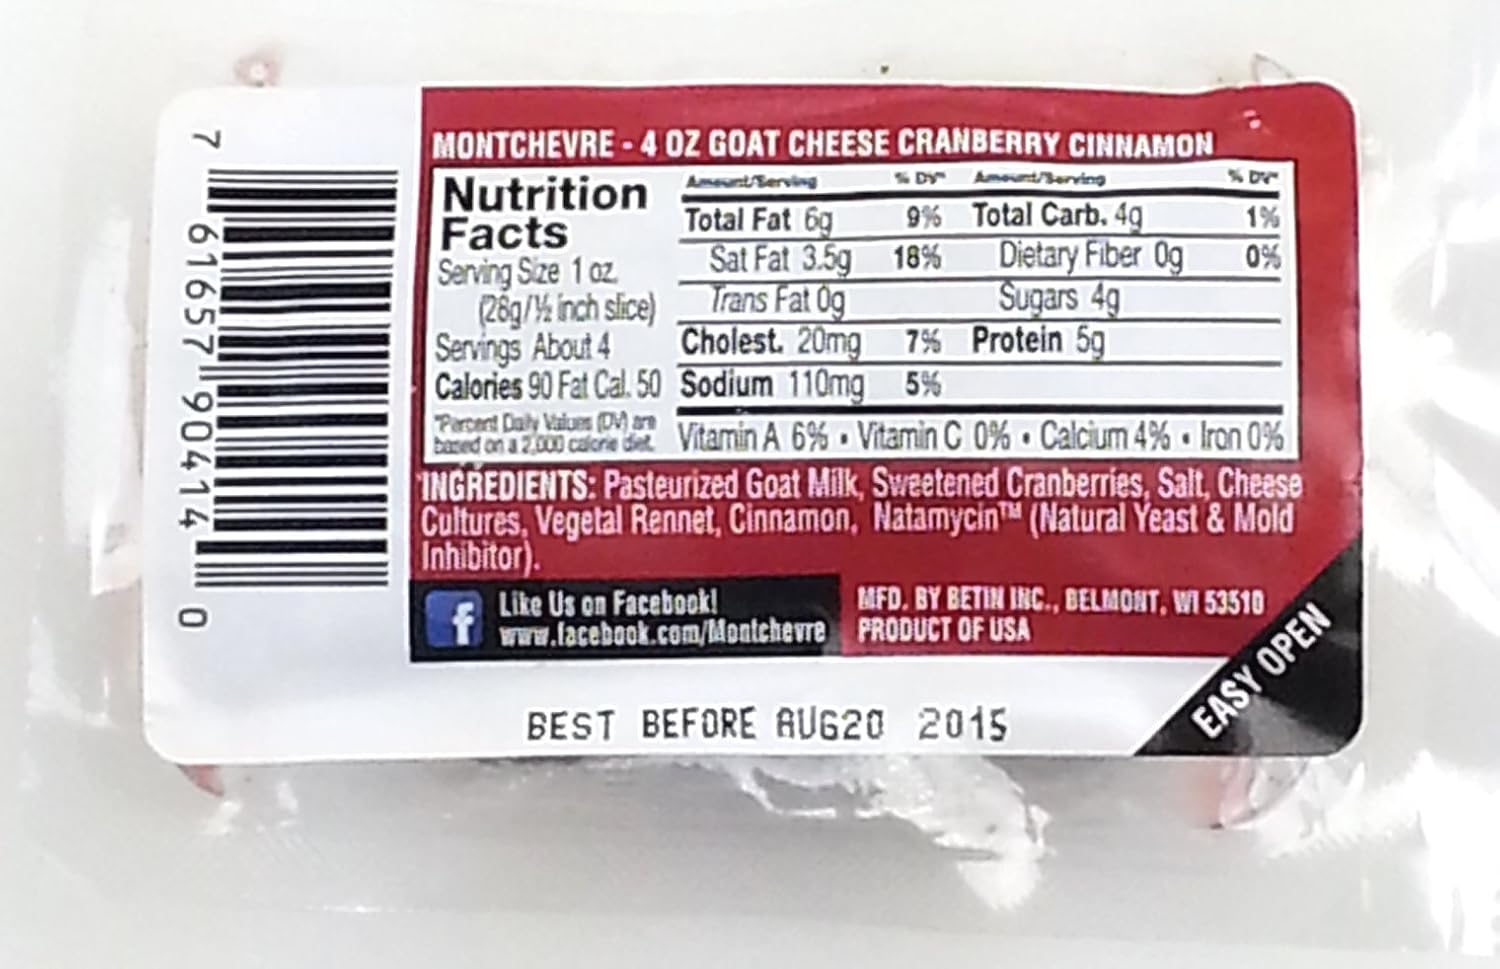 MONTCHEVRE - 4 OZ GOAT CHEESE CRANBERRY CINNAMON
Nutrition
Facts
Serving Size 1 oz.
(28g/½ inch slice)
Servings About 4
Calories 90 Fat Cal. 50
*Percent Daily Values (DV) are
based on a 2,000 calorie diet.
Amount/Serving % DV* Amount/Serving % DV*
Total Fat 6g 9% Total Carb. 4g 1%
Sat Fat 3.5g 18% Dietary Fiber 0g 0%
Trans Fat 0g Sugars 4g
Cholest. 20mg 7% Protein 5g
Sodium 110mg 5%
Vitamin A 6% • Vitamin C 0% • Calcium 4% • Iron 0%
INGREDIENTS: Pasteurized Goat Milk, Sweetened Cranberries, Salt, Cheese
Cultures, Vegetal Rennet, Cinnamon, Natamycin™ (Natural Yeast & Mold
Inhibitor).
f
Like Us on Facebook!
www.facebook.com/Montchevre
MFD. BY BETIN INC., BELMONT, WI 53510
PRODUCT OF USA
EASY OPEN
BEST BEFORE AUG20 2015
7 61657 90414 0